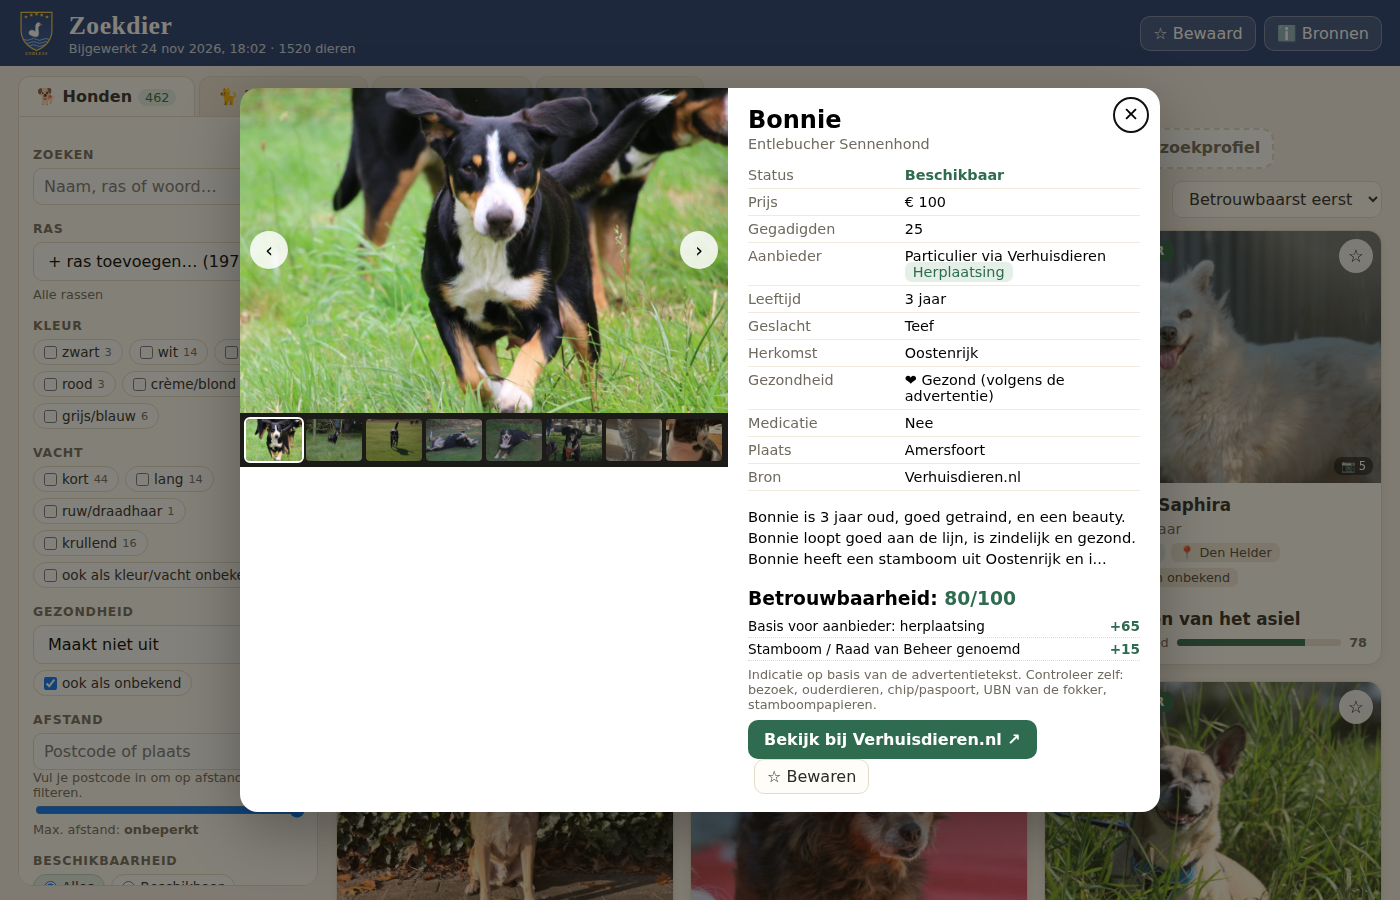 Zoekdier
Bijgewerkt 24 nov 2026, 18:02 · 1520 dieren
☆ Bewaard
ℹ️ Bronnen
Honden 462
ZOEKEN
Naam, ras of woord…
RAS
+ ras toevoegen… (197
Alle rassen
KLEUR
zwart 3
wit 14
rood 3
crème/blond
grijs/blauw 6
VACHT
kort 44
lang 14
ruw/draadhaar 1
krullend 16
ook als kleur/vacht onbeke
GEZONDHEID
Maakt niet uit
ook als onbekend
AFSTAND
Postcode of plaats
Vul je postcode in om op afstand
filteren.
Max. afstand: onbeperkt
BESCHIKBAARHEID
Bonnie
Entlebucher Sennenhond
Status Beschikbaar
Prijs € 100
Gegadigden 25
Aanbieder Particulier via Verhuisdieren
Herplaatsing
Leeftijd 3 jaar
Geslacht Teef
Herkomst Oostenrijk
Gezondheid ❤ Gezond (volgens de
advertentie)
Medicatie Nee
Plaats Amersfoort
Bron Verhuisdieren.nl
Bonnie is 3 jaar oud, goed getraind, en een beauty.
Bonnie loopt goed aan de lijn, is zindelijk en gezond.
Bonnie heeft een stamboom uit Oostenrijk en i…
Betrouwbaarheid: 80/100
Basis voor aanbieder: herplaatsing +65
Stamboom / Raad van Beheer genoemd +15
Indicatie op basis van de advertentietekst. Controleer zelf:
bezoek, ouderdieren, chip/paspoort, UBN van de fokker,
stamboompapieren.
Bekijk bij Verhuisdieren.nl ↗
☆ Bewaren
zoekprofiel
Betrouwbaarst eerst
5
Saphira
aar
Den Helder
onbekend
n van het asiel
d 78